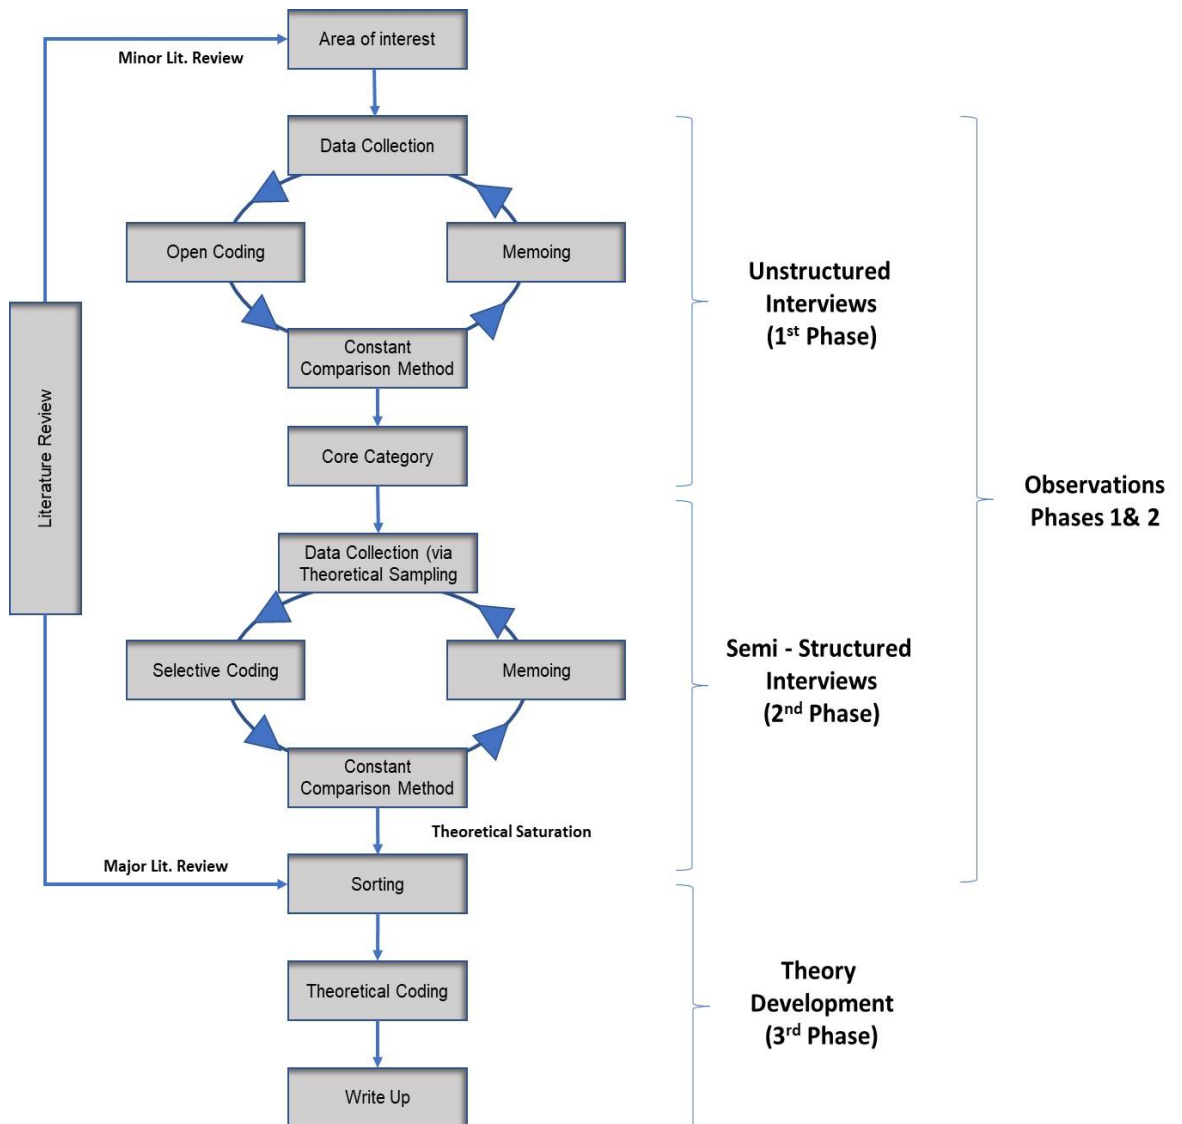 Area of interest
Minor Lit. Review
Data Collection
Open Coding
Memoing
Unstructured
Interviews
(1st Phase)
Constant
Comparison Method
Literature Review
Core Category
Observations
Phases 1& 2
Data Collection (via
Theoretical Sampling
Selective Coding
Memoing
Semi - Structured
Interviews
(2nd Phase)
Constant
Comparison Method
Theoretical Saturation
Major Lit. Review
Sorting
Theoretical Coding
Theory
Development
(3rd Phase)
Write Up